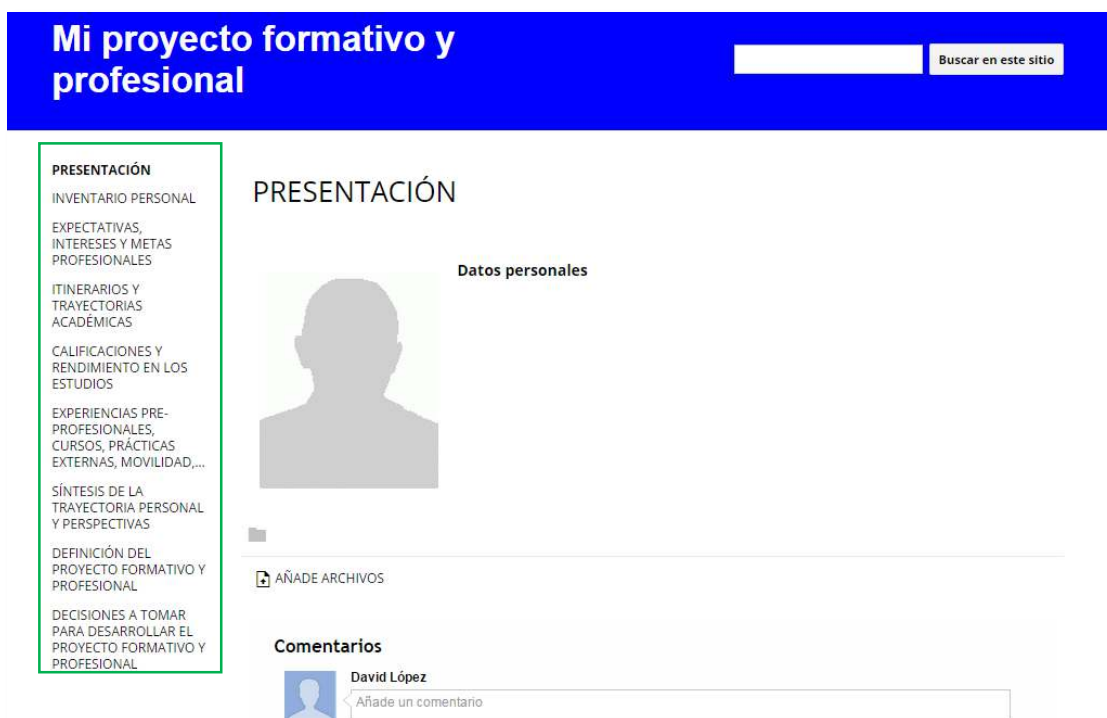 Mi proyecto formativo y
profesional
Buscar en este sitio
PRESENTACIÓN
INVENTARIO PERSONAL
EXPECTATIVAS,
INTERESES Y METAS
PROFESIONALES
ITINERARIOS Y
TRAYECTORIAS
ACADÉMICAS
CALIFICACIONES Y
RENDIMIENTO EN LOS
ESTUDIOS
EXPERIENCIAS PRE-
PROFESIONALES,
CURSOS, PRÁCTICAS
EXTERNAS, MOVILIDAD,...
SÍNTESIS DE LA
TRAYECTORIA PERSONAL
Y PERSPECTIVAS
DEFINICIÓN DEL
PROYECTO FORMATIVO Y
PROFESIONAL
DECISIONES A TOMAR
PARA DESARROLLAR EL
PROYECTO FORMATIVO Y
PROFESIONAL
PRESENTACIÓN
Datos personales
AÑADE ARCHIVOS
Comentarios
David López
Añade un comentario